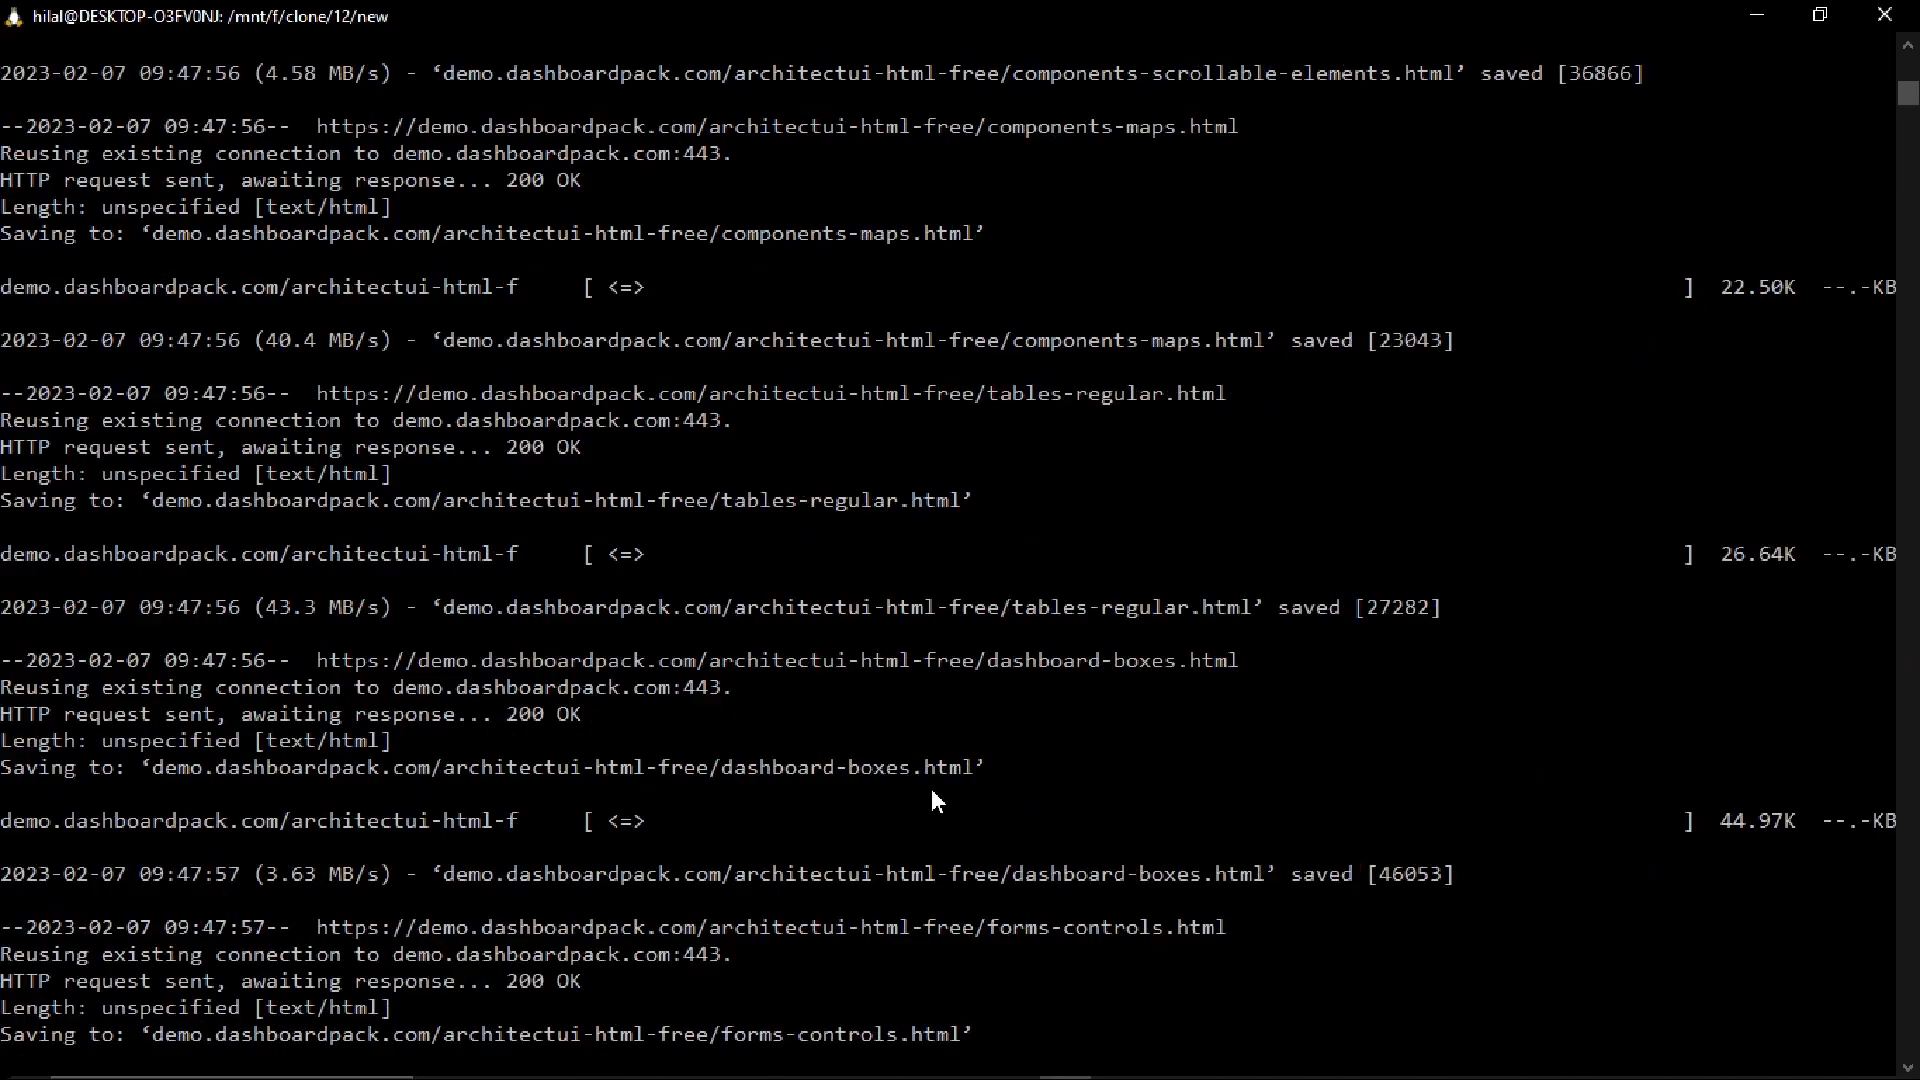 hilal@DESKTOP-O3FV0NJ: /mnt/f/clone/12/new
2023-02-07 09:47:56 (4.58 MB/s) - ‘demo.dashboardpack.com/architectui-html-free/components-scrollable-elements.html’ saved [36866]
--2023-02-07 09:47:56--  https://demo.dashboardpack.com/architectui-html-free/components-maps.html
Reusing existing connection to demo.dashboardpack.com:443.
HTTP request sent, awaiting response... 200 OK
Length: unspecified [text/html]
Saving to: ‘demo.dashboardpack.com/architectui-html-free/components-maps.html’
demo.dashboardpack.com/architectui-html-f     [ <=>                                                                                   ]  22.50K  --.-KB
2023-02-07 09:47:56 (40.4 MB/s) - ‘demo.dashboardpack.com/architectui-html-free/components-maps.html’ saved [23043]
--2023-02-07 09:47:56--  https://demo.dashboardpack.com/architectui-html-free/tables-regular.html
Reusing existing connection to demo.dashboardpack.com:443.
HTTP request sent, awaiting response... 200 OK
Length: unspecified [text/html]
Saving to: ‘demo.dashboardpack.com/architectui-html-free/tables-regular.html’
demo.dashboardpack.com/architectui-html-f     [ <=>                                                                                   ]  26.64K  --.-KB
2023-02-07 09:47:56 (43.3 MB/s) - ‘demo.dashboardpack.com/architectui-html-free/tables-regular.html’ saved [27282]
--2023-02-07 09:47:56--  https://demo.dashboardpack.com/architectui-html-free/dashboard-boxes.html
Reusing existing connection to demo.dashboardpack.com:443.
HTTP request sent, awaiting response... 200 OK
Length: unspecified [text/html]
Saving to: ‘demo.dashboardpack.com/architectui-html-free/dashboard-boxes.html’
demo.dashboardpack.com/architectui-html-f     [ <=>                                                                                   ]  44.97K  --.-KB
2023-02-07 09:47:57 (3.63 MB/s) - ‘demo.dashboardpack.com/architectui-html-free/dashboard-boxes.html’ saved [46053]
--2023-02-07 09:47:57--  https://demo.dashboardpack.com/architectui-html-free/forms-controls.html
Reusing existing connection to demo.dashboardpack.com:443.
HTTP request sent, awaiting response... 200 OK
Length: unspecified [text/html]
Saving to: ‘demo.dashboardpack.com/architectui-html-free/forms-controls.html’